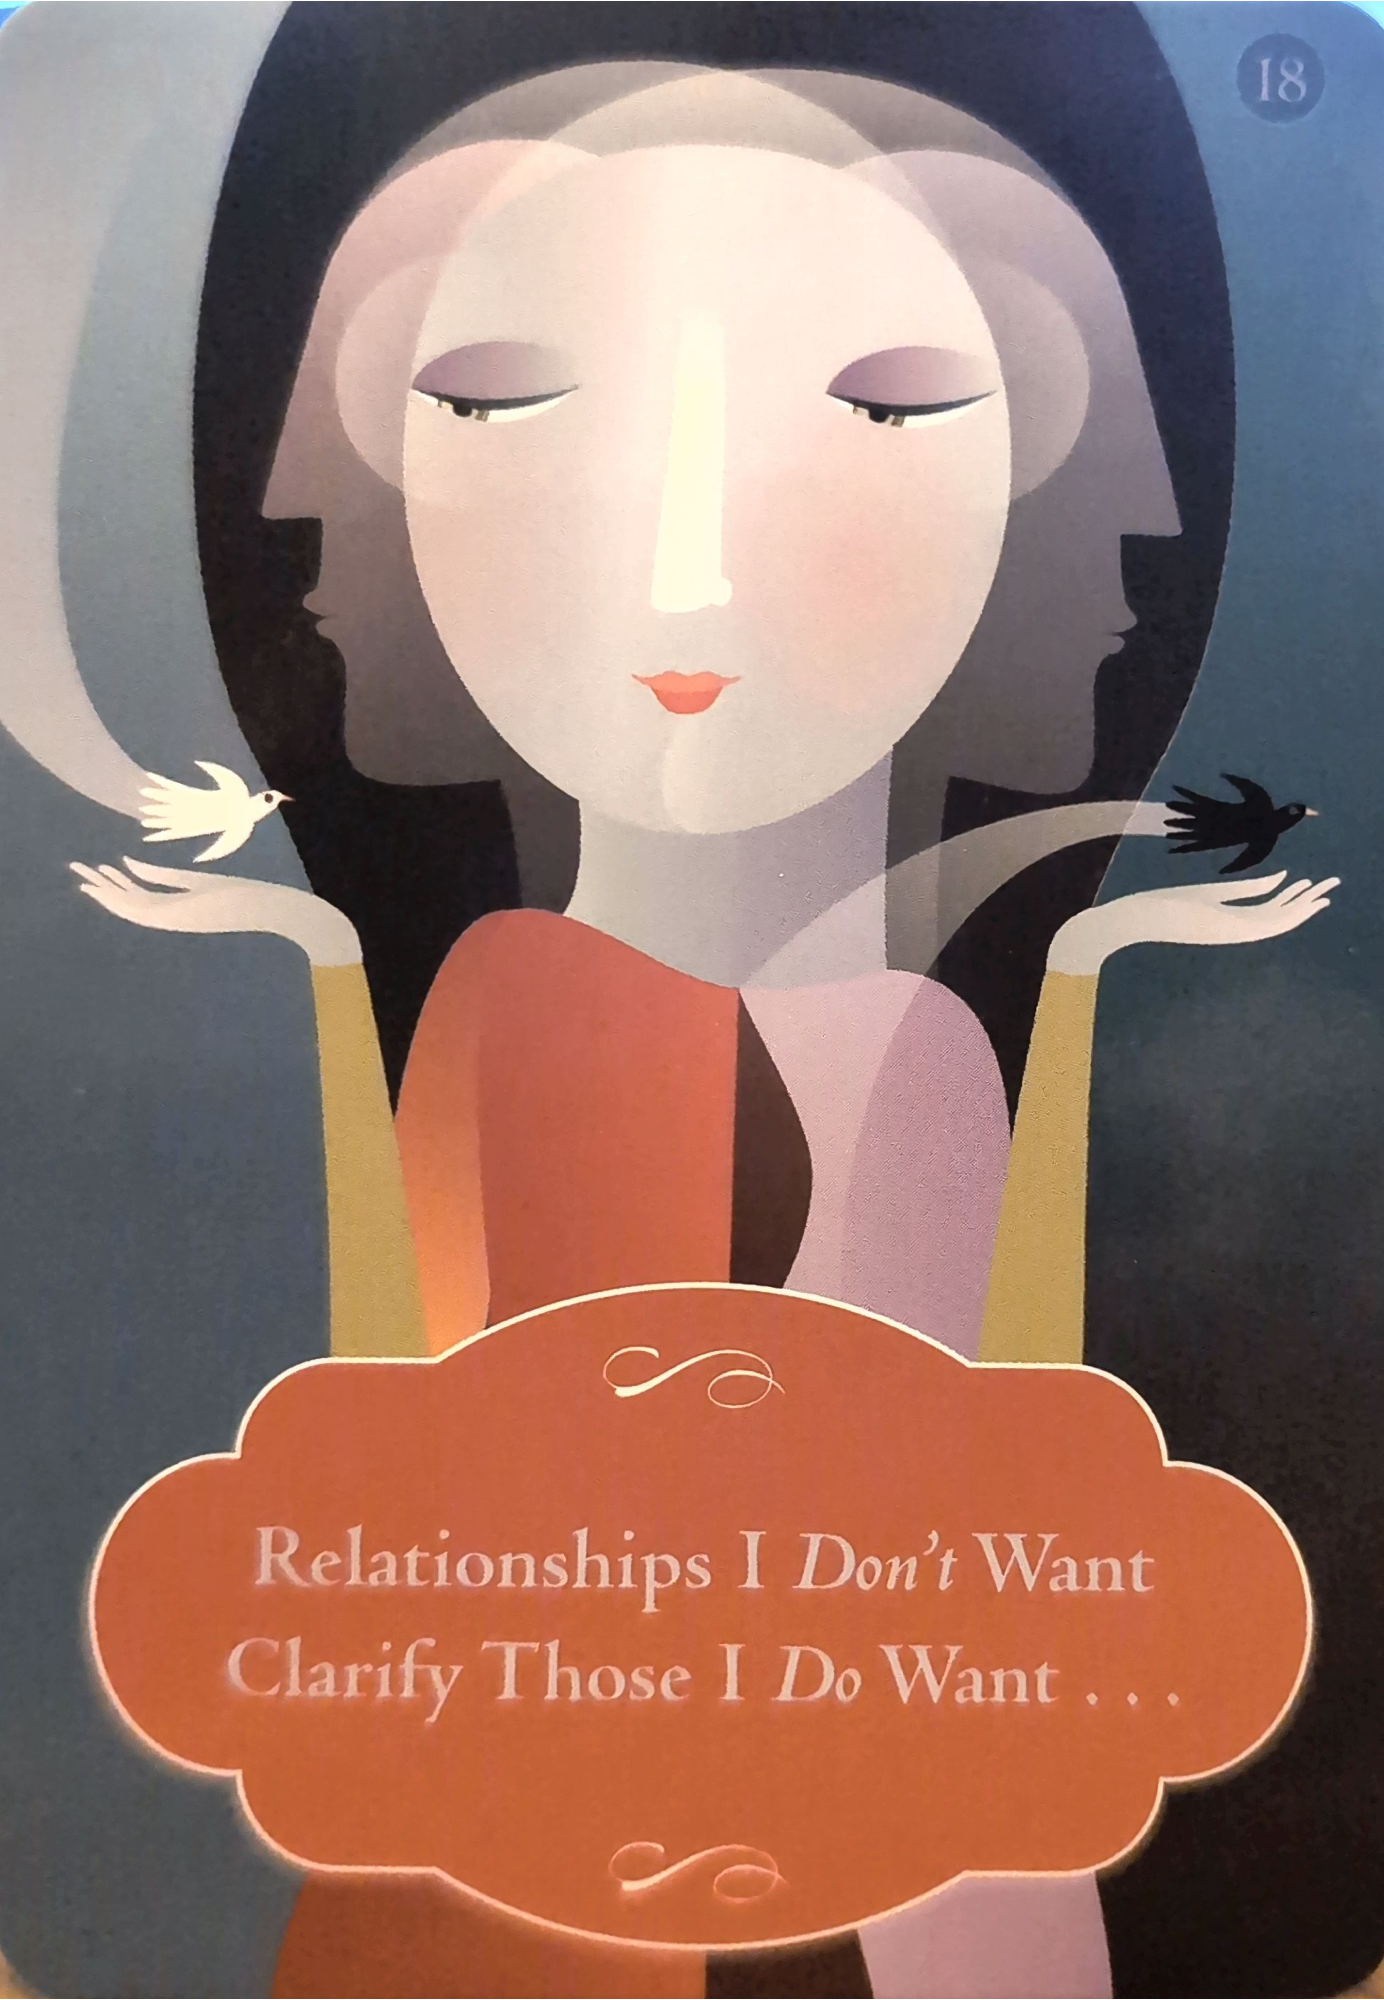 18
Relationships I Don't Want
Clarify Those I Do Want . . .